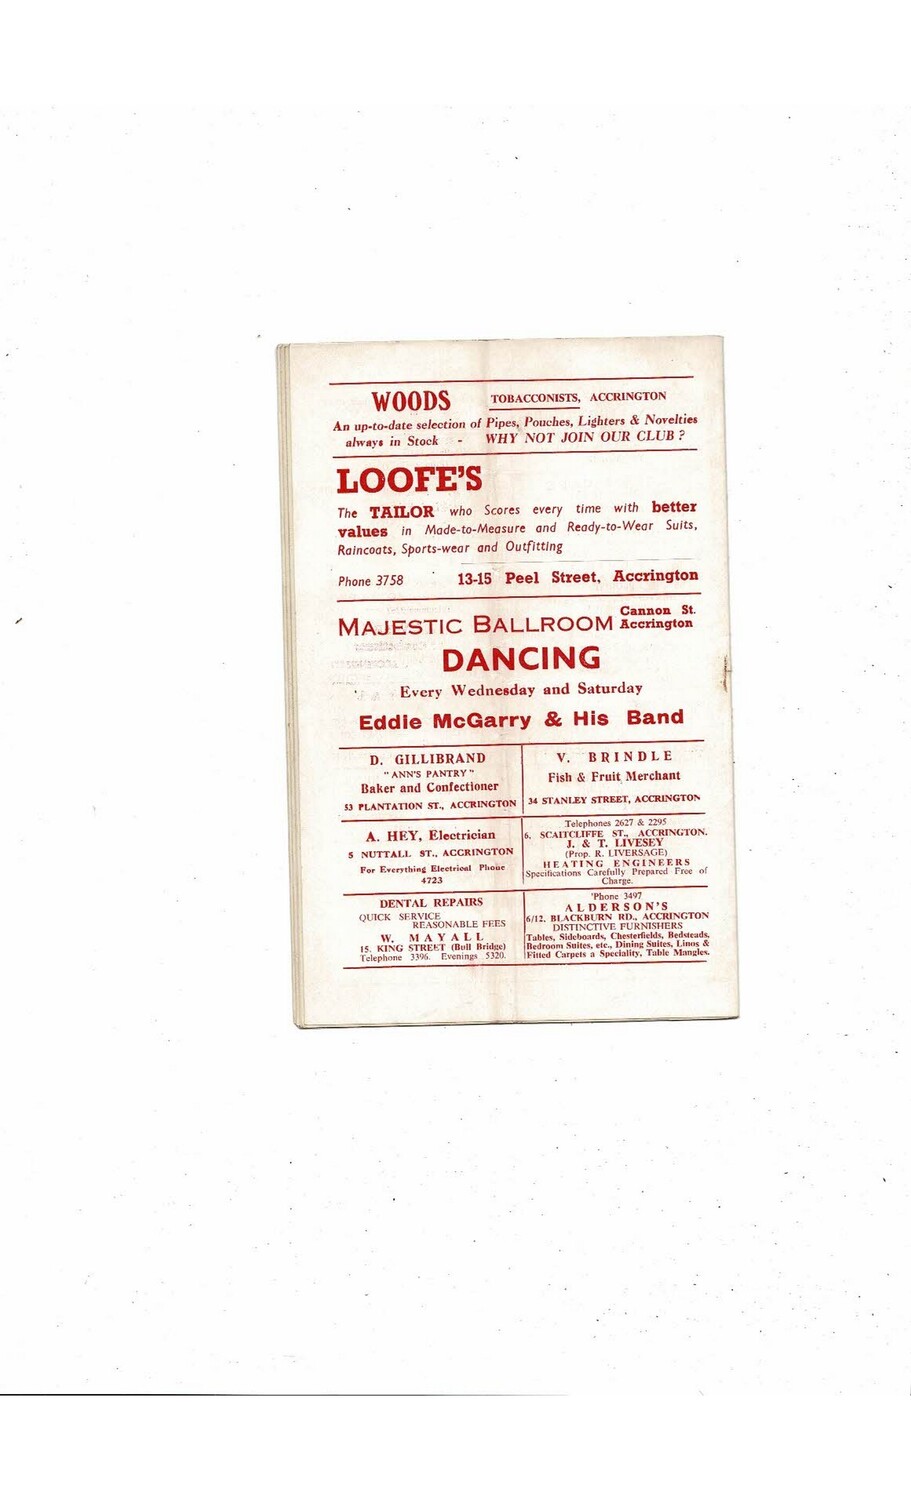 WOODS TOBACCONISTS, ACCRINGTON
An up-to-date selection of Pipes, Pouches, Lighters & Novelties
always in Stock - WHY NOT JOIN OUR CLUB ?
LOOFE'S
The TAILOR who Scores every time with better
values in Made-to-Measure and Ready-to-Wear Suits,
Raincoats, Sports-wear and Outfitting
Phone 3758 13-15 Peel Street, Accrington
MAJESTIC BALLROOM Cannon St.
Accrington
DANCING
Every Wednesday and Saturday
Eddie McGarry & His Band
D. GILLIBRAND
"ANN'S PANTRY"
Baker and Confectioner
53 PLANTATION ST., ACCRINGTON
V. BRINDLE
Fish & Fruit Merchant
34 STANLEY STREET, ACCRINGTON
A. HEY, Electrician
5 NUTTALL ST., ACCRINGTON
For Everything Electrical Phone
4723
Telephones 2627 & 2295
6, SCAITCLIFFE ST., ACCRINGTON.
J. & T. LIVESEY
(Prop. R. LIVERSAGE)
HEATING ENGINEERS
Specifications Carefully Prepared Free of
Charge.
DENTAL REPAIRS
QUICK SERVICE
REASONABLE FEES
W. MAYALL
15, KING STREET (Bull Bridge)
Telephone 3396. Evenings 5320.
'Phone 3497
ALDERSON'S
6/12, BLACKBURN RD., ACCRINGTON
DISTINCTIVE FURNISHERS
Tables, Sideboards, Chesterfields, Bedsteads,
Bedroom Suites, etc., Dining Suites, Linos &
Fitted Carpets a Speciality, Table Mangles.